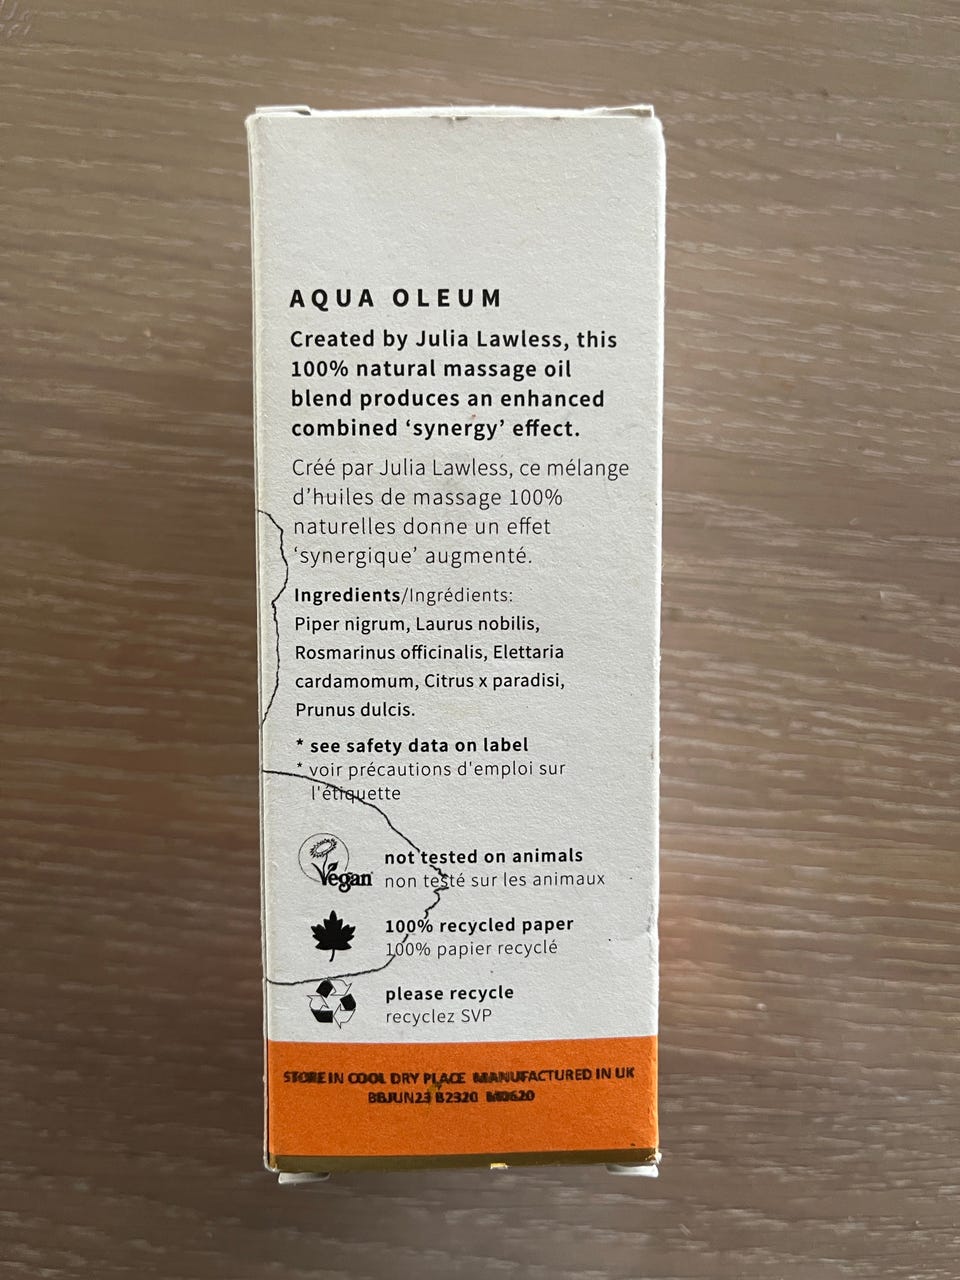 AQUA OLEUM
Created by Julia Lawless, this
100% natural massage oil
blend produces an enhanced
combined ‘synergy’ effect.
Créé par Julia Lawless, ce mélange
d’huiles de massage 100%
naturelles donne un effet
‘synergique’ augmenté.
Ingredients/Ingrédients:
Piper nigrum, Laurus nobilis,
Rosmarinus officinalis, Elettaria
cardamomum, Citrus x paradisi,
Prunus dulcis.
* see safety data on label
* voir précautions d'emploi sur
l'étiquette
Vegan
not tested on animals
non testé sur les animaux
100% recycled paper
100% papier recyclé
please recycle
recyclez SVP
STORE IN COOL DRY PLACE MANUFACTURED IN UK
BBJUN23 B2320 M0620